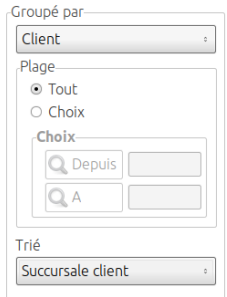 Groupé par
Client
Plage
Tout
Choix
Choix
Depuis
A
Trié
Succursale client